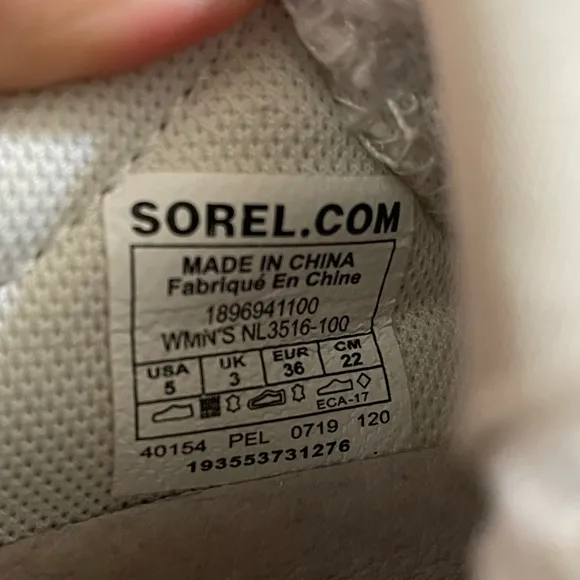 SOREL.COM
MADE IN CHINA
Fabriqué En Chine
1896941100
WMN'S NL3516-100
USA UK EUR CM
5 3 36 22
ECA-17
40154 PEL 0719 120
193553731276